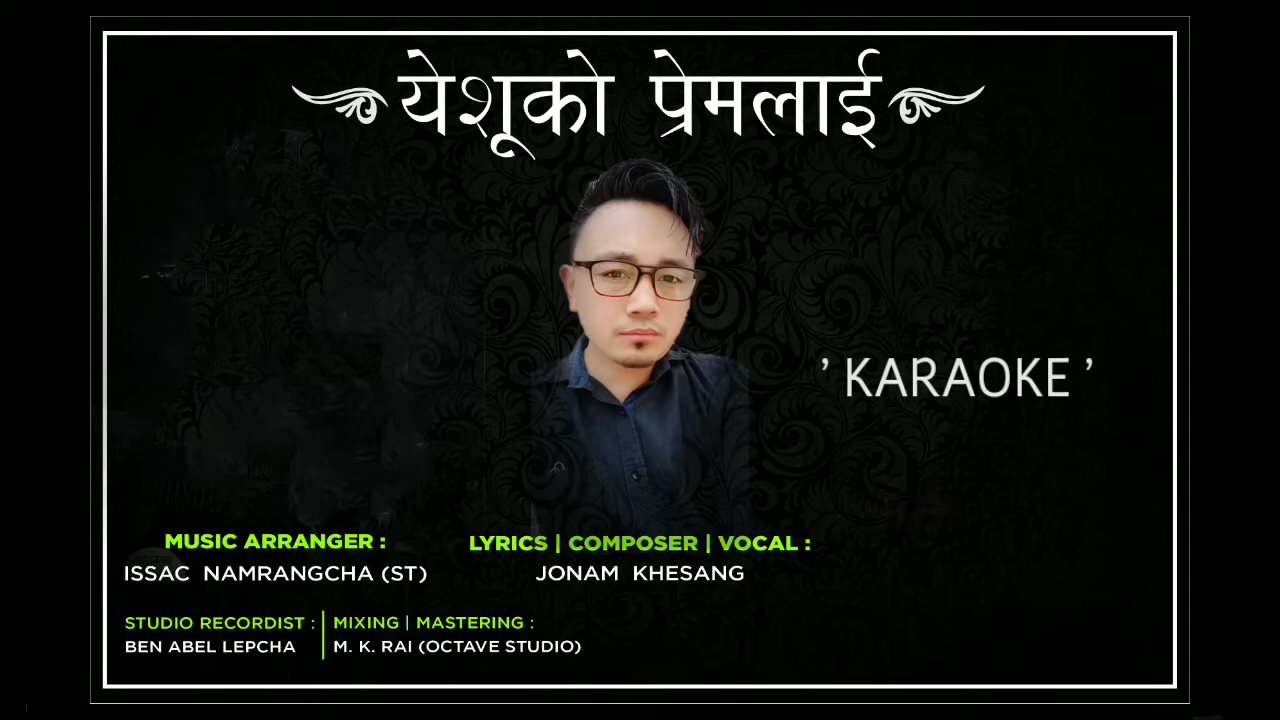 येशूको प्रेमलाई
' KARAOKE '
MUSIC ARRANGER :
ISSAC NAMRANGCHA (ST)
LYRICS | COMPOSER | VOCAL :
JONAM KHESANG
STUDIO RECORDIST :
BEN ABEL LEPCHA
MIXING | MASTERING :
M. K. RAI (OCTAVE STUDIO)